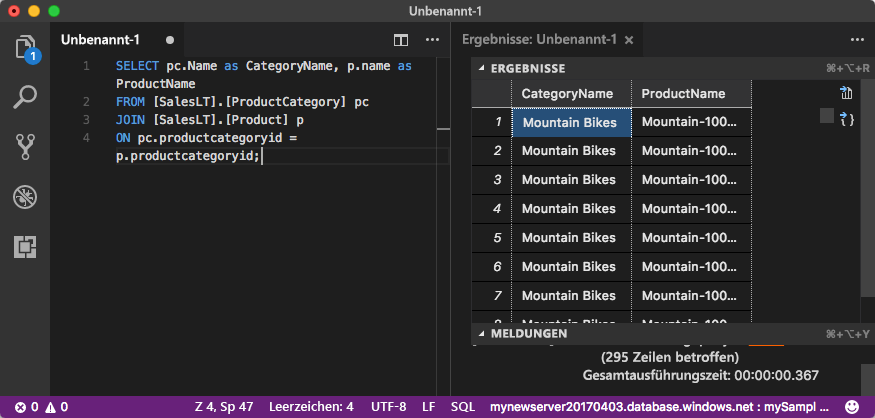 Unbenannt-1
Unbenannt-1
Ergebnisse: Unbenannt-1
1
1 SELECT pc.Name as CategoryName, p.name as
ProductName
2 FROM [SalesLT].[ProductCategory] pc
3 JOIN [SalesLT].[Product] p
4 ON pc.productcategoryid =
p.productcategoryid;
ERGEBNISSE ⌘+⌥+R
CategoryName ProductName
1 Mountain Bikes Mountain-100...
2 Mountain Bikes Mountain-100...
3 Mountain Bikes Mountain-100...
4 Mountain Bikes Mountain-100...
5 Mountain Bikes Mountain-100...
6 Mountain Bikes Mountain-100...
7 Mountain Bikes Mountain-100...
MELDUNGEN ⌘+⌥+Y
(295 Zeilen betroffen)
Gesamtausführungszeit: 00:00:00.367
0 0 Z 4, Sp 47 Leerzeichen: 4 UTF-8 LF SQL mynewserver20170403.database.windows.net : mySampl ...